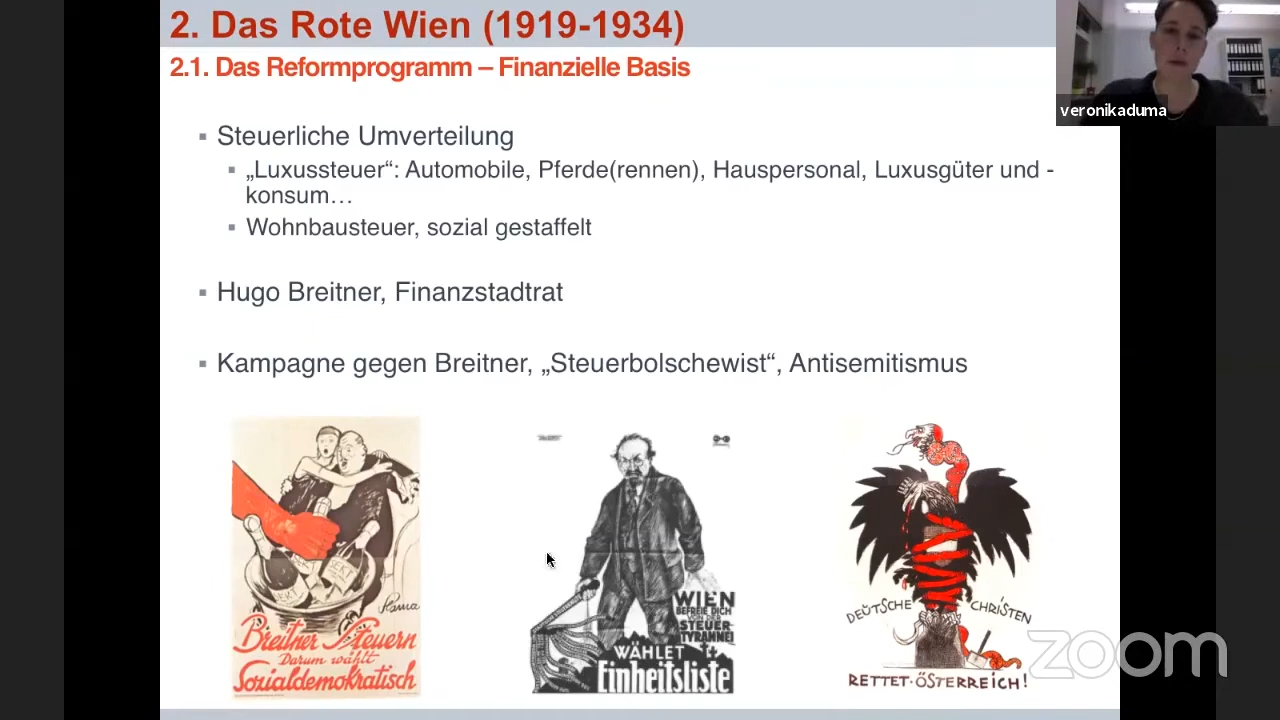 2. Das Rote Wien (1919-1934)
2.1. Das Reformprogramm – Finanzielle Basis
veronikaduma
▪ Steuerliche Umverteilung
▪ „Luxussteuer“: Automobile, Pferde(rennen), Hauspersonal, Luxusgüter und -
konsum…
▪ Wohnbausteuer, sozial gestaffelt
▪ Hugo Breitner, Finanzstadtrat
▪ Kampagne gegen Breitner, „Steuerbolschewist“, Antisemitismus
SEKT
Breitner Steuern
Darum wählt
Sozialdemokratisch
WIEN
BEFREIE DICH
VON DER
STEUER-
TYRANNEI
WÄHLET
Einheitsliste
DEUTSCHE CHRISTEN
RETTET·ÖSTERREICH!
zoom